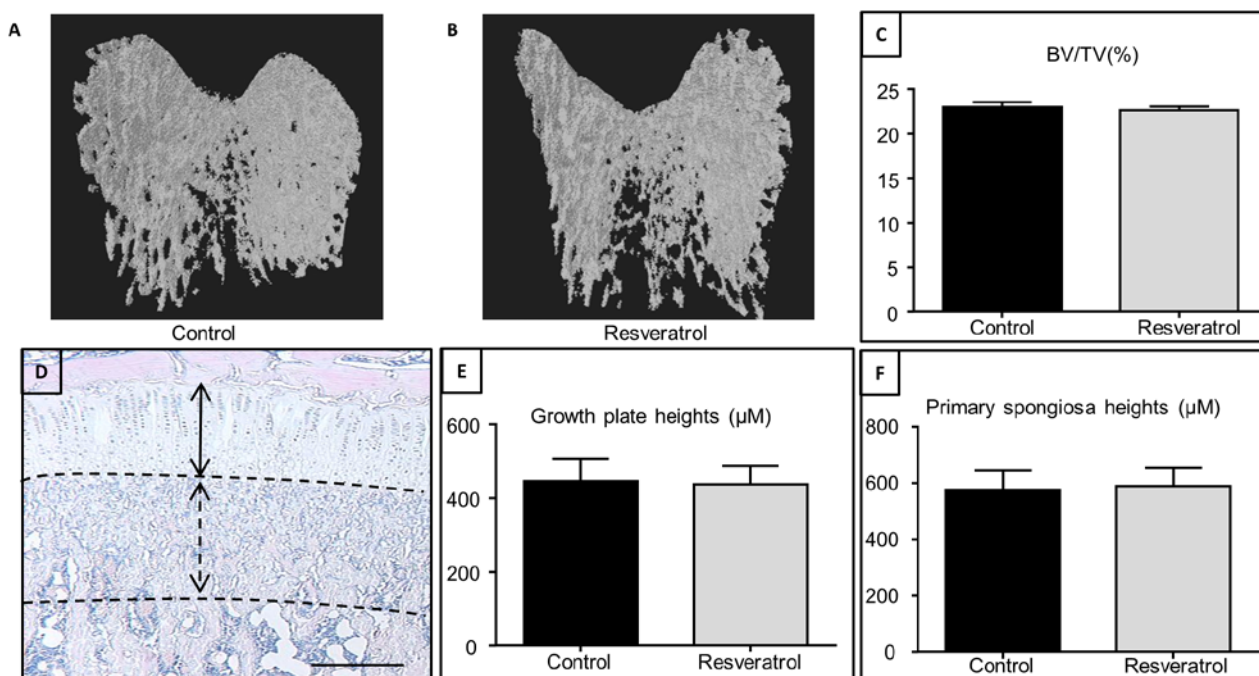 A
Control
B
Resveratrol
C
BV/TV(%)
25
20
15
10
5
0
Control
Resveratrol
D
E
Growth plate heights (µM)
600
400
200
0
Control
Resveratrol
F
Primary spongiosa heights (µM)
800
600
400
200
0
Control
Resveratrol